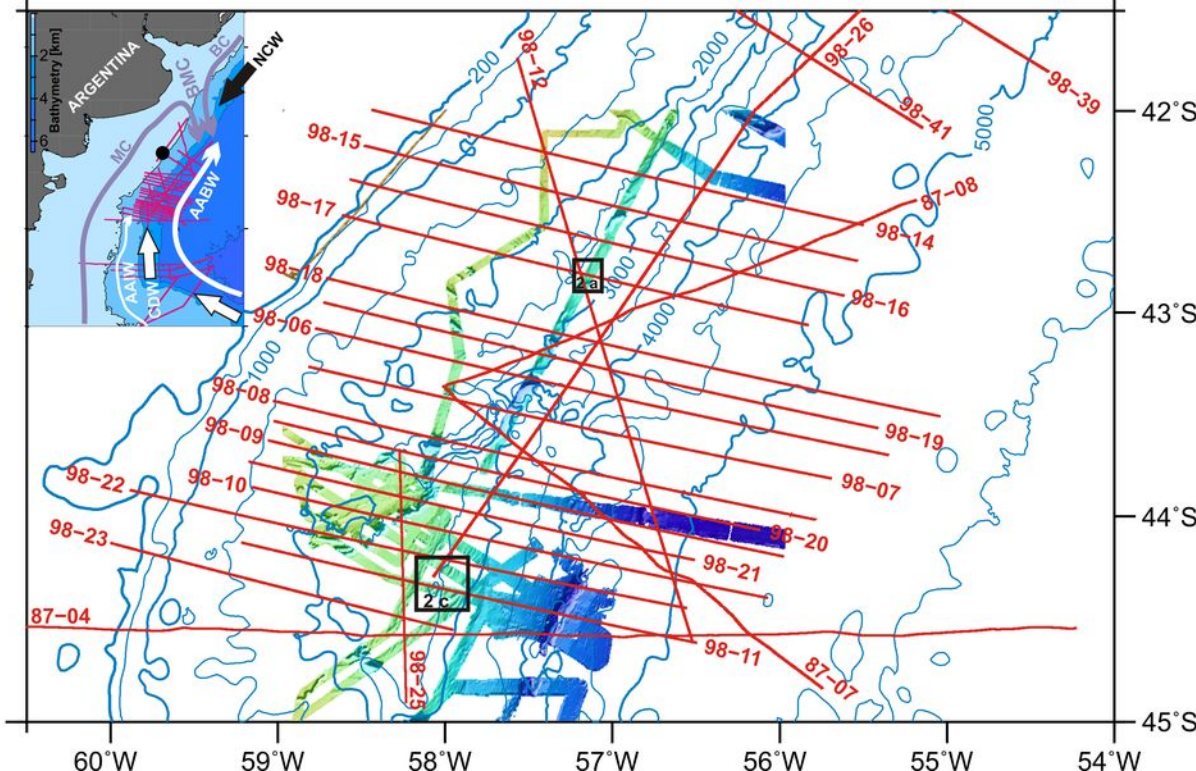 Bathymetry [km]
2
4
6
ARGENTINA
BC
NCW
BMC
MC
AABW
AAIW
CDW
200
98-12
2000
98-26
98-41
98-39
42°S
5000
98-15
87-08
98-17
98-14
98-18
2 a
3000
98-16
43°S
98-06
4000
1000
98-08
98-19
98-09
98-07
98-22
98-10
44°S
98-20
98-23
98-21
2 c
87-04
98-11
98-25
87-07
45°S
60°W
59°W
58°W
57°W
56°W
55°W
54°W